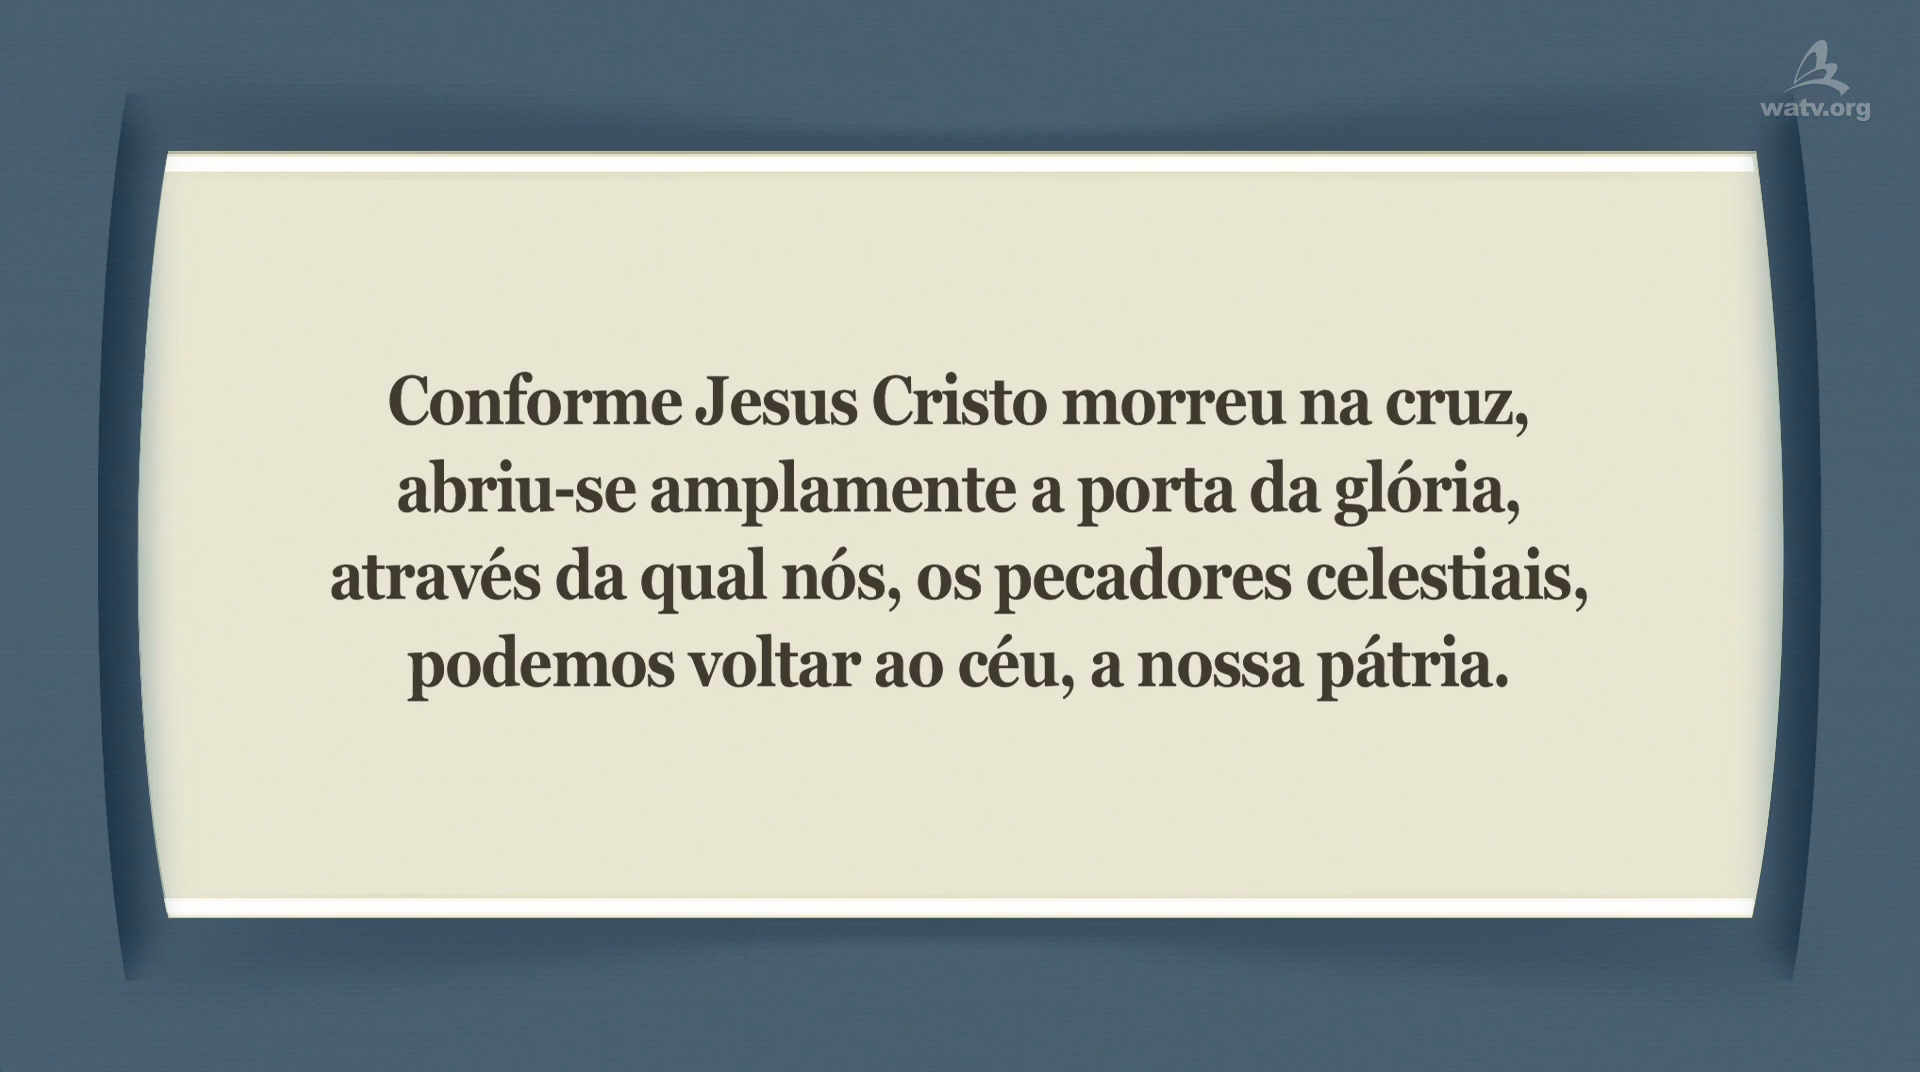 watv.org
Conforme Jesus Cristo morreu na cruz,
abriu-se amplamente a porta da glória,
através da qual nós, os pecadores celestiais,
podemos voltar ao céu, a nossa pátria.